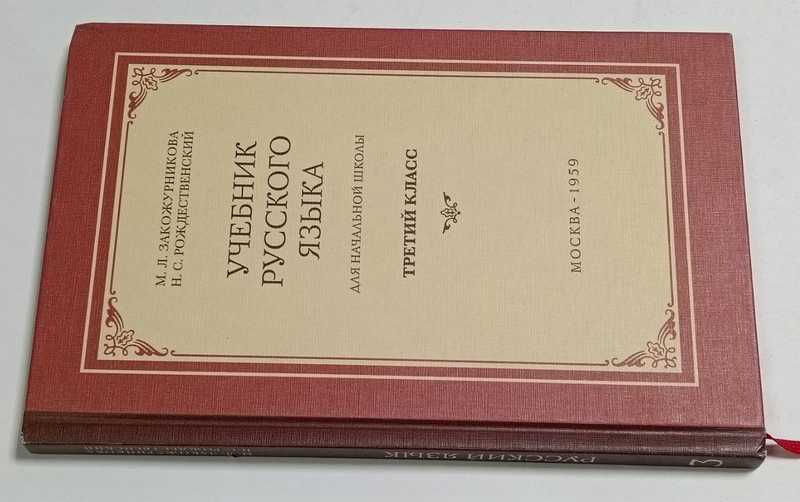 М. Л. ЗАКОЖУРНИКОВА
Н. С. РОЖДЕСТВЕНСКИЙ
УЧЕБНИК
РУССКОГО
ЯЗЫКА
ДЛЯ НАЧАЛЬНОЙ ШКОЛЫ
ТРЕТИЙ КЛАСС
МОСКВА - 1959
РУССКИЙ ЯЗЫК
3